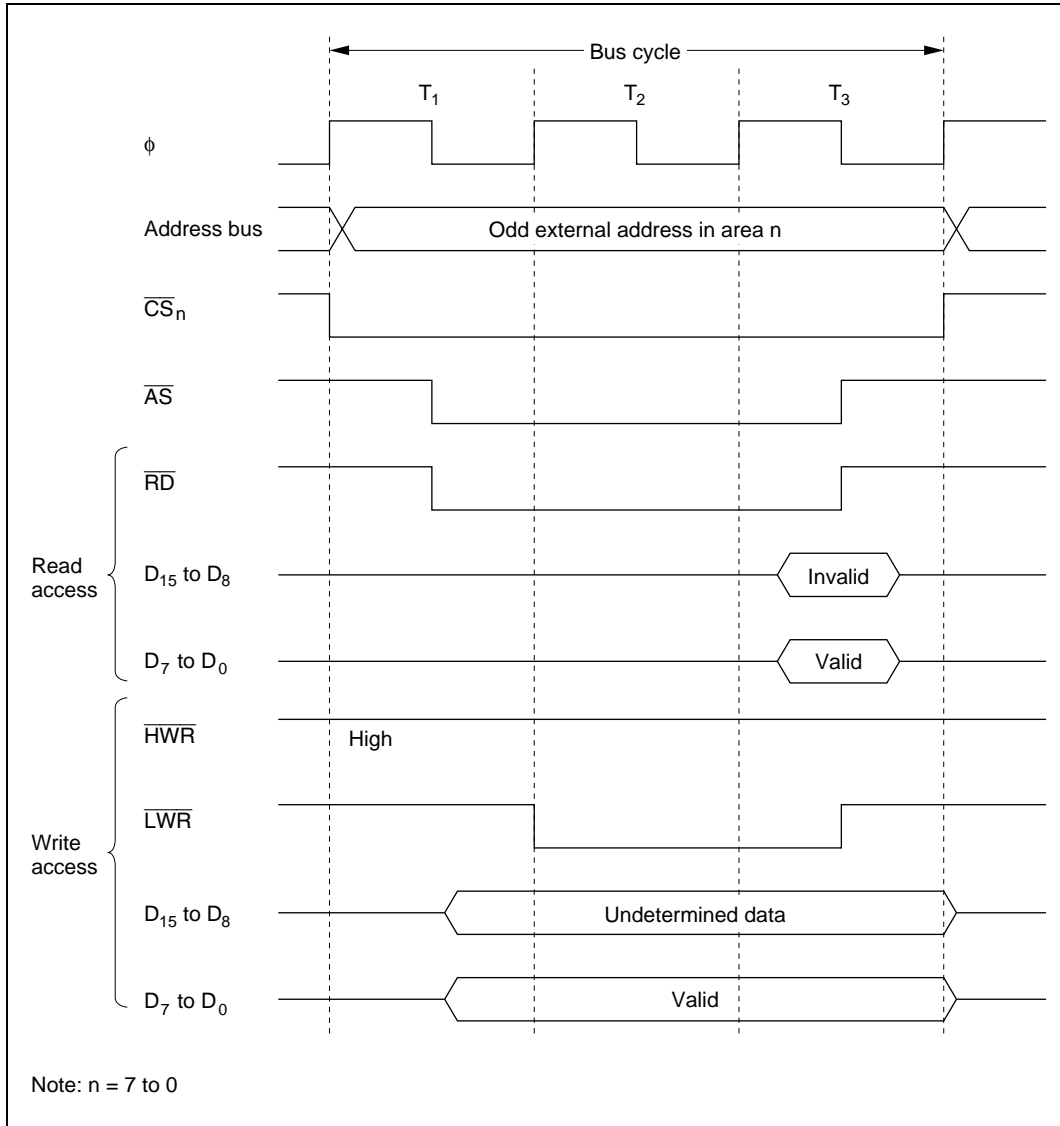 Bus cycle
T1 T2 T3
ϕ
Address bus Odd external address in area n
CSn
AS
Read access
RD
D15 to D8 Invalid
D7 to D0 Valid
Write access
HWR High
LWR
D15 to D8 Undetermined data
D7 to D0 Valid
Note: n = 7 to 0